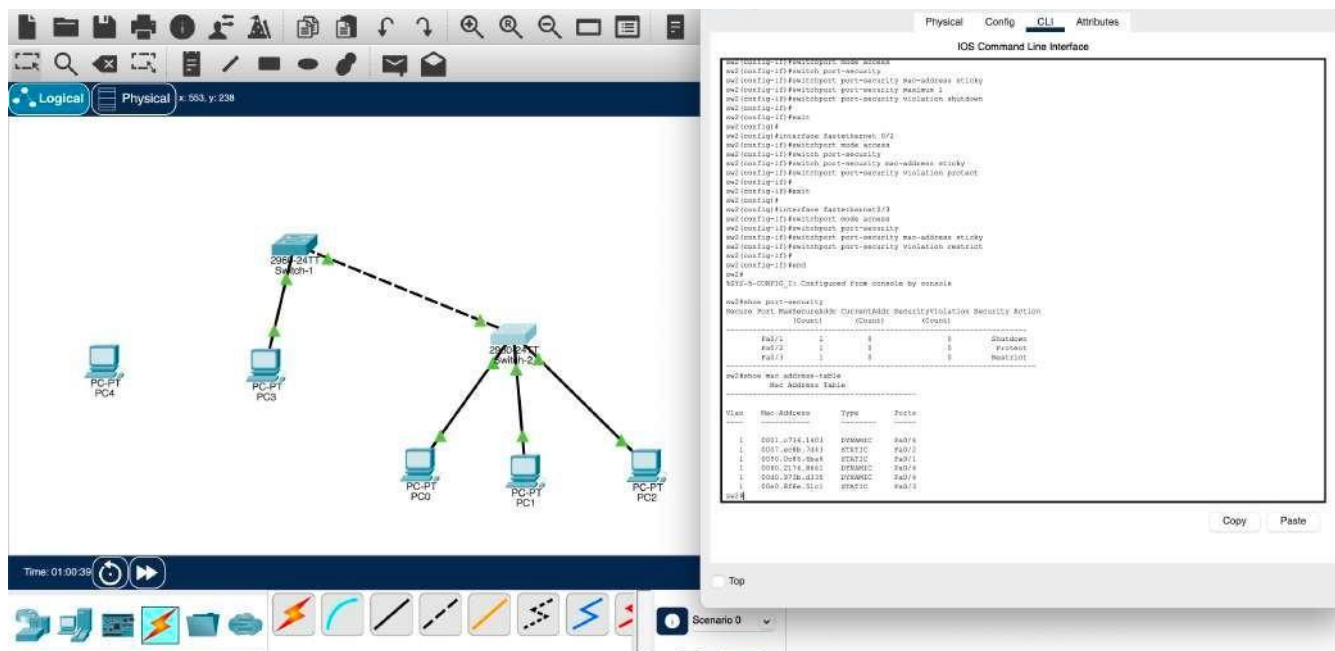 Physical Config CLI Attributes
IOS Command Line Interface
Logical
Physical x: 553, y: 238
sw2(config-if)#switchport mode access
sw2(config-if)#switch port-security
sw2(config-if)#switchport port-security mac-address sticky
sw2(config-if)#switchport port-security maximum 1
sw2(config-if)#switchport port-security violation shutdown
sw2(config-if)#
sw2(config-if)#exit
sw2(config)#
sw2(config)#interface fastethernet 0/2
sw2(config-if)#switchport mode access
sw2(config-if)#switch port-security
sw2(config-if)#switch port-security mac-address sticky
sw2(config-if)#switchport port-security violation protect
sw2(config-if)#
sw2(config-if)#exit
sw2(config)#
sw2(config)#interface fastethernet0/3
sw2(config-if)#switchport mode access
sw2(config-if)#switchport port-security
sw2(config-if)#switchport port-security mac-address sticky
sw2(config-if)#switchport port-security violation restrict
sw2(config-if)#
sw2(config-if)#end
sw2#
%SYS-5-CONFIG_I: Configured from console by console
sw2#show port-security
Secure Port MaxSecureAddr CurrentAddr SecurityViolation Security Action
(Count) (Count) (Count)
Fa0/1 1 0 0 Shutdown
Fa0/2 1 0 0 Protect
Fa0/3 1 0 0 Restrict
sw2#show mac address-table
Mac Address Table
Vlan Mac Address Type Ports
1 DYNAMIC
1 STATIC Fa0/2
1 STATIC Fa0/1
1 DYNAMIC
1 DYNAMIC
1 STATIC Fa0/3
sw2#
Copy Paste
Top
2960-24TT
Switch-1
Switch-2
PC-PT
PC4
PC-PT
PC3
PC-PT
PC0
PC-PT
PC1
PC-PT
PC2
Time: 01:00:39
Scenario 0